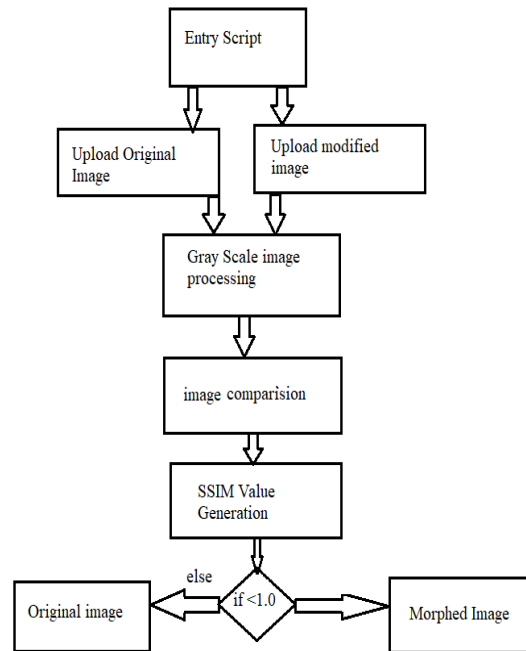 Entry Script
Upload Original
Image
Upload modified
image
Gray Scale image
processing
image comparision
SSIM Value
Generation
else
if <1.0
Original image
Morphed Image